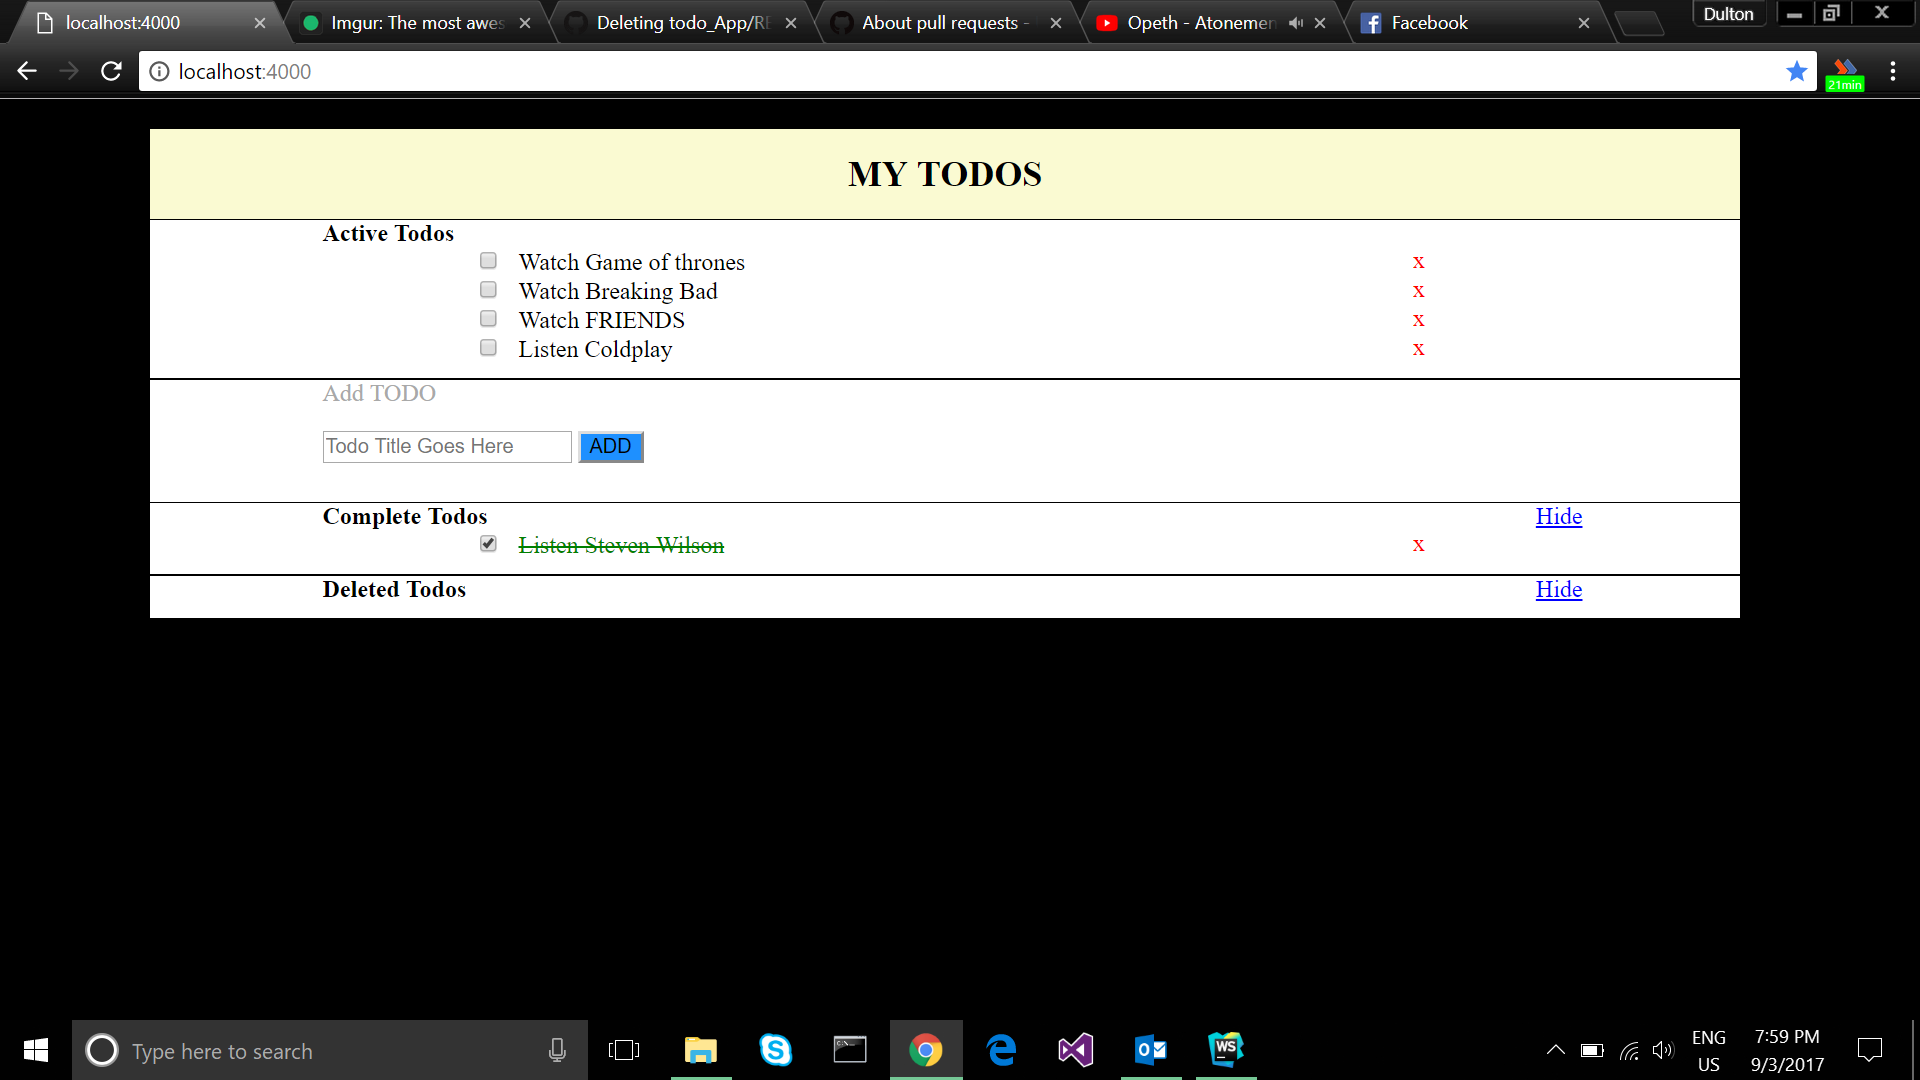 localhost:4000
Imgur: The most awes
Deleting todo_App/RE
About pull requests -
Opeth - Atonemen
Facebook
Dulton
localhost:4000
21min
MY TODOS
Active Todos
Watch Game of thrones x
Watch Breaking Bad x
Watch FRIENDS x
Listen Coldplay x
Add TODO
Todo Title Goes Here ADD
Complete Todos Hide
Listen Steven Wilson x
Deleted Todos Hide
Type here to search
WS
ENG
US
7:59 PM
9/3/2017